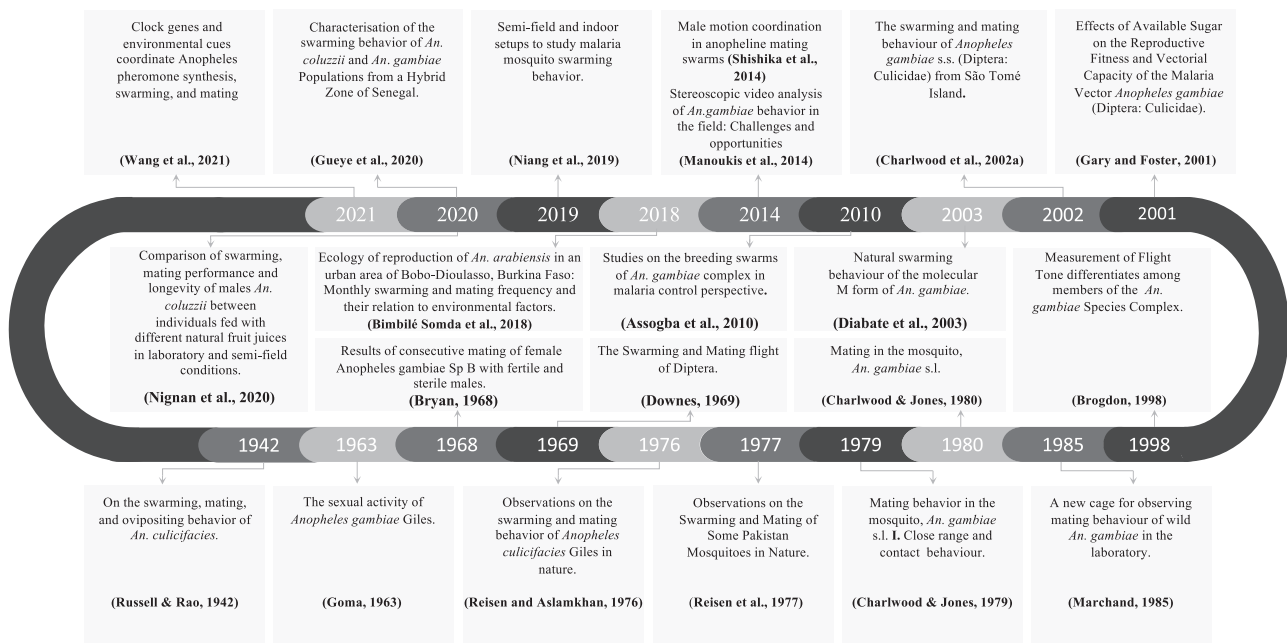 Clock genes and
environmental cues
coordinate Anopheles
pheromone synthesis,
swarming, and mating
(Wang et al., 2021)
Characterisation of the
swarming behavior of An.
coluzzii and An. gambiae
Populations from a Hybrid
Zone of Senegal.
(Gueye et al., 2020)
Semi-field and indoor
setups to study malaria
mosquito swarming
behavior.
(Niang et al., 2019)
Male motion coordination
in anopheline mating
swarms (Shishika et al.,
2014)
Stereoscopic video analysis
of An.gambiae behavior in
the field: Challenges and
opportunities
(Manoukis et al., 2014)
The swarming and mating
behaviour of Anopheles
gambiae s.s. (Diptera:
Culicidae) from São Tomé
Island.
(Charlwood et al., 2002a)
Effects of Available Sugar
on the Reproductive
Fitness and Vectorial
Capacity of the Malaria
Vector Anopheles gambiae
(Diptera: Culicidae).
(Gary and Foster, 2001)
2021
2020
2019
2018
2014
2010
2003
2002
2001
Comparison of swarming,
mating performance and
longevity of males An.
coluzzii between
individuals fed with
different natural fruit juices
in laboratory and semi-field
conditions.
(Nignan et al., 2020)
Ecology of reproduction of An. arabiensis in an
urban area of Bobo-Dioulasso, Burkina Faso:
Monthly swarming and mating frequency and
their relation to environmental factors.
(Bimbilé Somda et al., 2018)
Studies on the breeding swarms
of An. gambiae complex in
malaria control perspective.
(Assogba et al., 2010)
Natural swarming
behaviour of the molecular
M form of An. gambiae.
(Diabate et al., 2003)
Measurement of Flight
Tone differentiates among
members of the An.
gambiae Species Complex.
(Brogdon, 1998)
Results of consecutive mating of female
Anopheles gambiae Sp B with fertile and
sterile males.
(Bryan, 1968)
The Swarming and Mating flight
of Diptera.
(Downes, 1969)
Mating in the mosquito,
An. gambiae s.l.
(Charlwood & Jones, 1980)
1942
1963
1968
1969
1976
1977
1979
1980
1985
1998
On the swarming, mating,
and ovipositing behavior of
An. culicifacies.
(Russell & Rao, 1942)
The sexual activity of
Anopheles gambiae Giles.
(Goma, 1963)
Observations on the
swarming and mating
behavior of Anopheles
culicifacies Giles in
nature.
(Reisen and Aslamkhan, 1976)
Observations on the
Swarming and Mating of
Some Pakistan
Mosquitoes in Nature.
(Reisen et al., 1977)
Mating behavior in the
mosquito, An. gambiae
s.l. I. Close range and
contact behaviour.
(Charlwood & Jones, 1979)
A new cage for observing
mating behaviour of wild
An. gambiae in the
laboratory.
(Marchand, 1985)